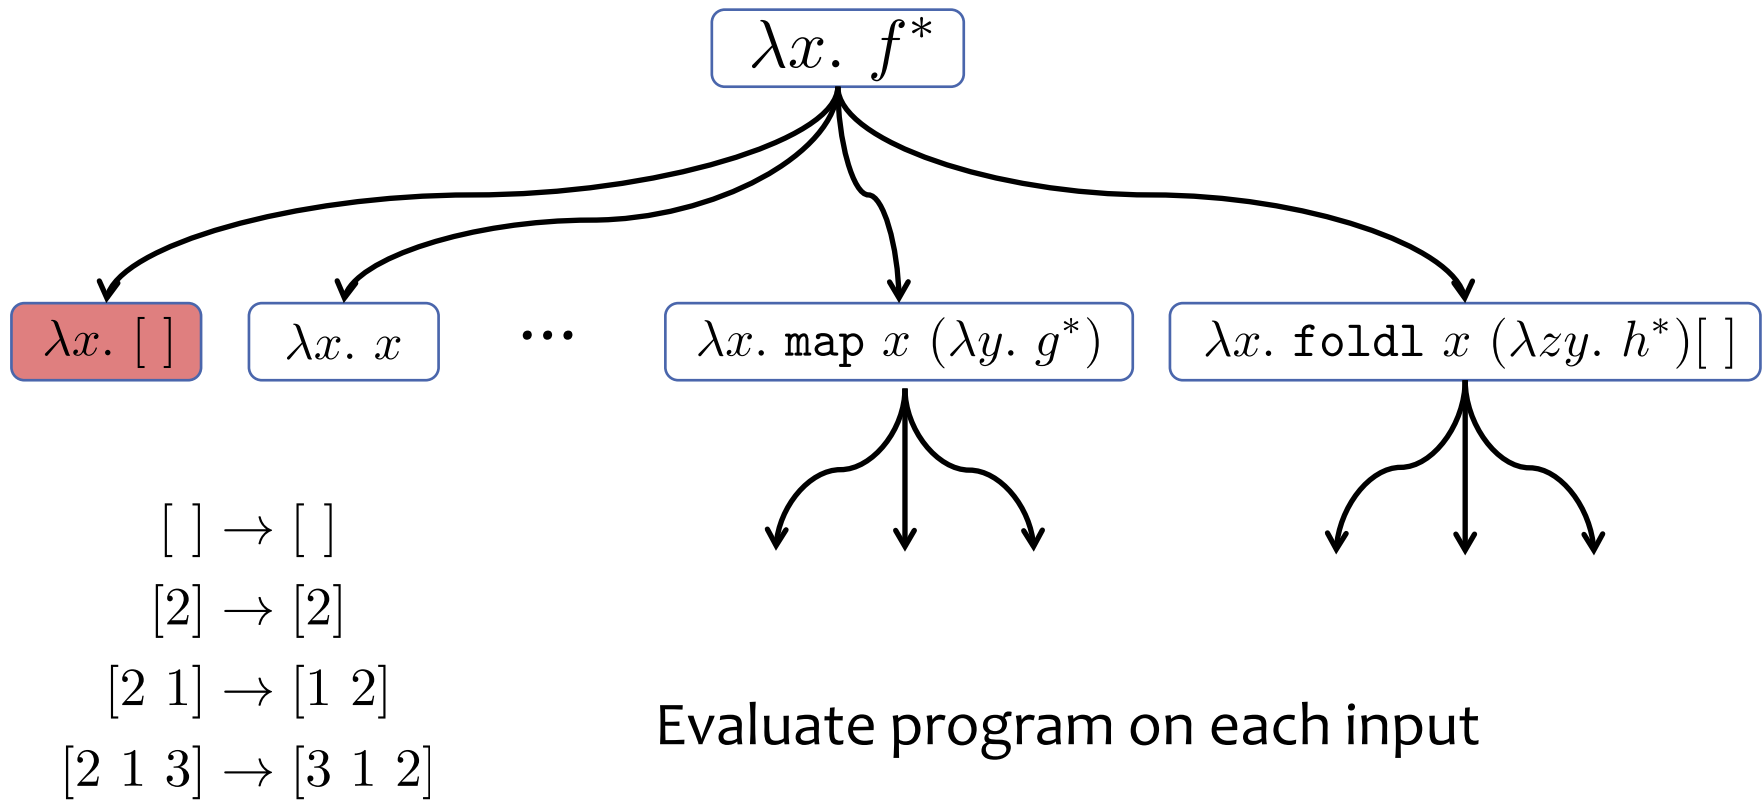 λx. f*
λx. [ ]
λx. x
...
λx. map x (λy. g*)
λx. foldl x (λzy. h*)[ ]
[ ] → [ ]
[2] → [2]
[2 1] → [1 2]
[2 1 3] → [3 1 2]
Evaluate program on each input